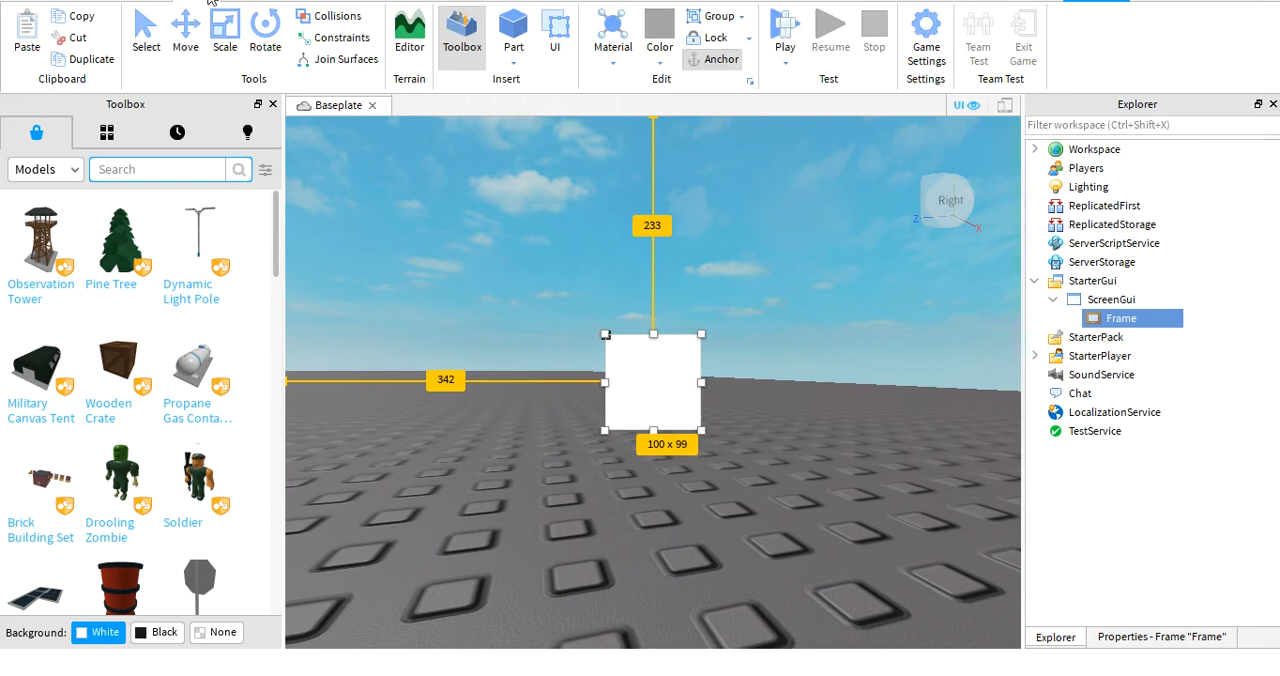 Paste
Copy
Cut
Duplicate
Clipboard
Select
Move
Scale
Rotate
Collisions
Constraints
Join Surfaces
Tools
Editor
Terrain
Toolbox
Part
UI
Insert
Material
Color
Group
Lock
Anchor
Edit
Play
Resume
Stop
Test
Game
Settings
Settings
Team
Test
Exit
Game
Team Test
Toolbox
Models
Search
Observation
Tower
Pine Tree
Dynamic
Light Pole
Military
Canvas Tent
Wooden
Crate
Propane
Gas Conta...
Brick
Building Set
Drooling
Zombie
Soldier
Background:
White
Black
None
Baseplate
UI
233
342
100 x 99
Right
Z
X
Explorer
Filter workspace (Ctrl+Shift+X)
Workspace
Players
Lighting
ReplicatedFirst
ReplicatedStorage
ServerScriptService
ServerStorage
StarterGui
ScreenGui
Frame
StarterPack
StarterPlayer
SoundService
Chat
LocalizationService
TestService
Explorer
Properties - Frame "Frame"